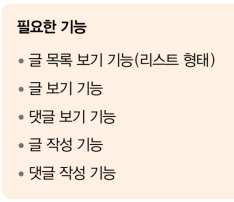 필요한 기능
• 글 목록 보기 기능(리스트 형태)
• 글 보기 기능
• 댓글 보기 기능
• 글 작성 기능
• 댓글 작성 기능